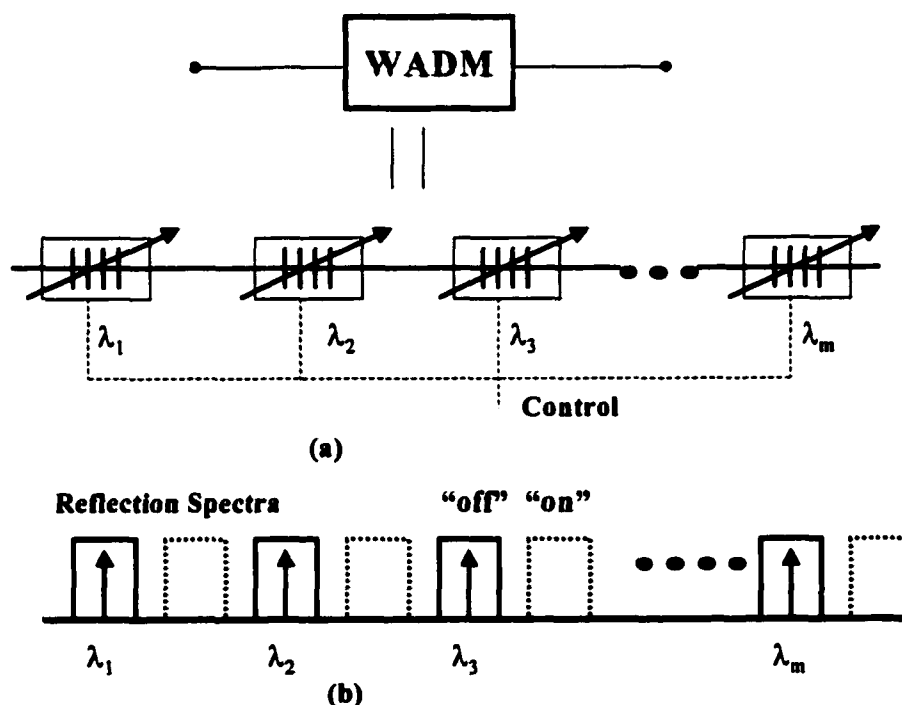 WADM
λ₁ λ₂ λ₃ λₘ
Control
(a)
Reflection Spectra “off” “on”
λ₁ λ₂ λ₃ λₘ
(b)